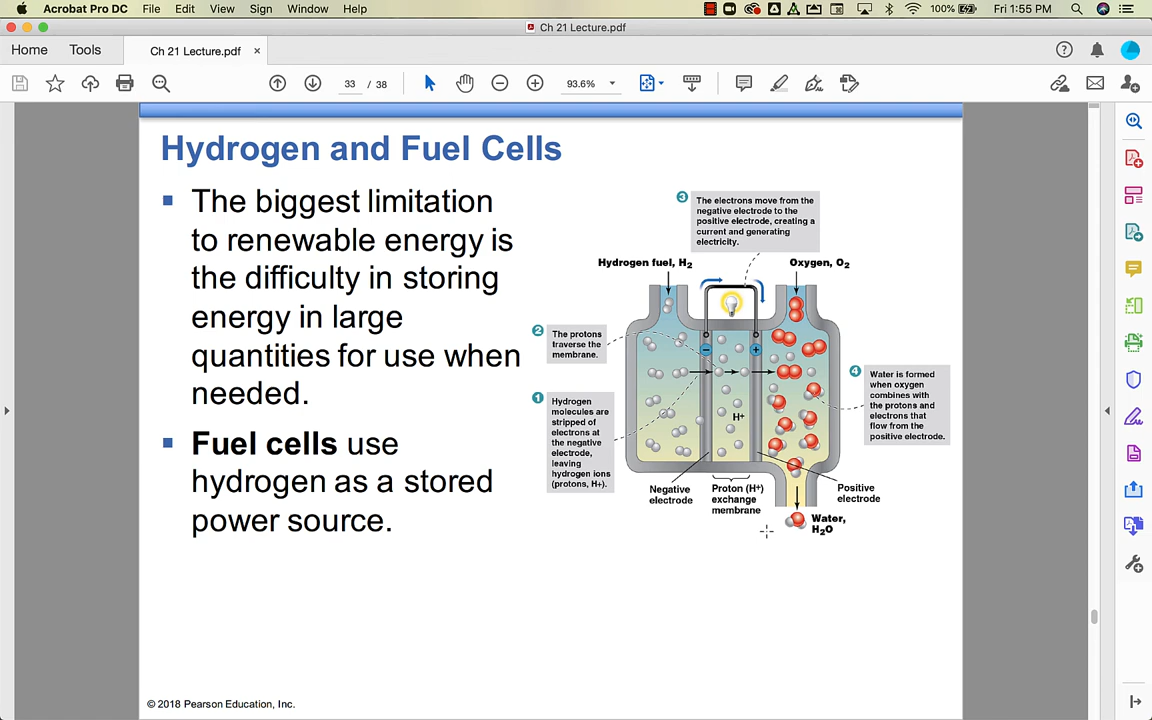 Acrobat Pro DC File Edit View Sign Window Help
100% Fri 1:55 PM
Ch 21 Lecture.pdf
Home Tools Ch 21 Lecture.pdf ×
33 / 38 93.6%
Hydrogen and Fuel Cells
The biggest limitation
to renewable energy is
the difficulty in storing
energy in large
quantities for use when
needed.
Fuel cells use
hydrogen as a stored
power source.
3 The electrons move from the
negative electrode to the
positive electrode, creating a
current and generating
electricity.
Hydrogen fuel, H2
Oxygen, O2
2 The protons
traverse the
membrane.
− +
1 Hydrogen
molecules are
stripped of
electrons at
the negative
electrode,
leaving
hydrogen ions
(protons, H+).
H+
4 Water is formed
when oxygen
combines with
the protons and
electrons that
flow from the
positive electrode.
Negative
electrode
Proton (H+)
exchange
membrane
Positive
electrode
Water,
H2O
© 2018 Pearson Education, Inc.